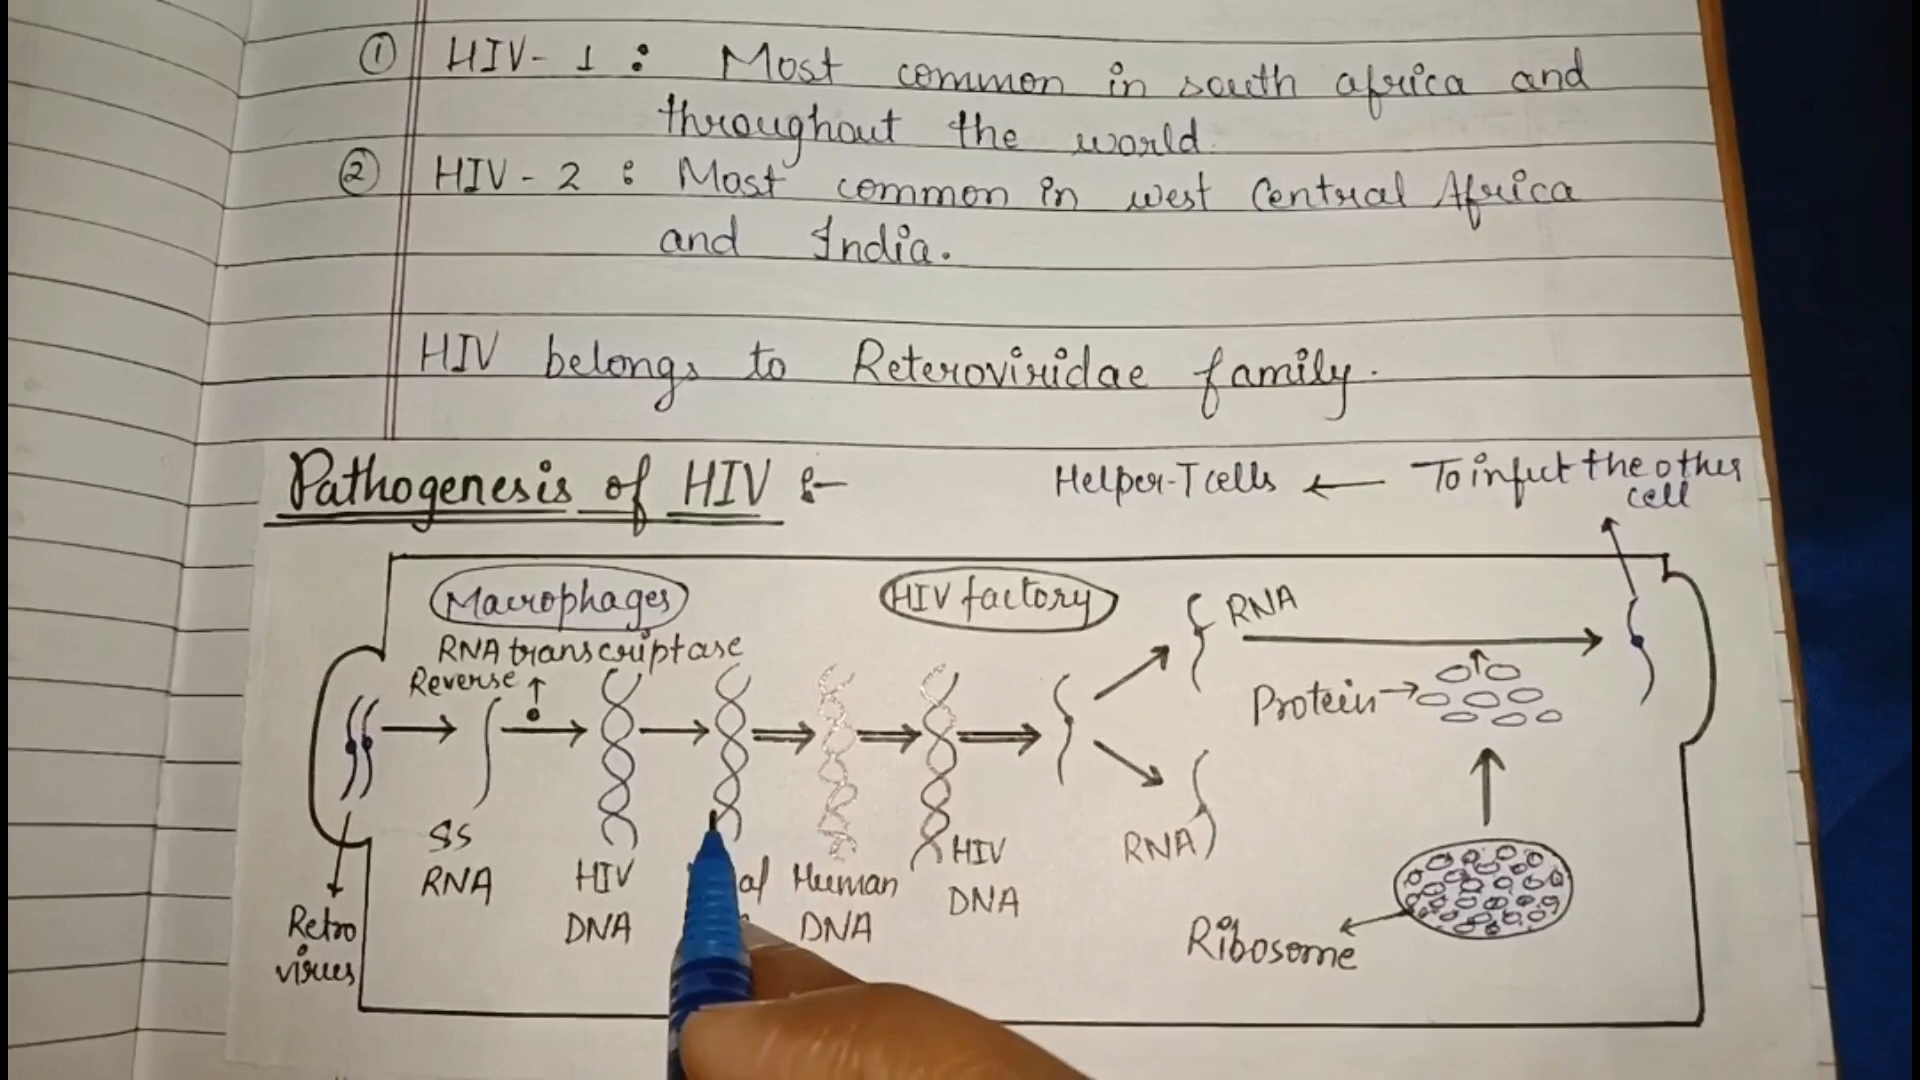 ① HIV-1 : Most common in south africa and
throughout the world.
② HIV-2 : Most common in west Central Africa
and India.
HIV belongs to Reteroviridae family.
Pathogenesis of HIV :-
Helper-T cells ← To infect the other
cell
Macrophages
HIV factory
RNA transcriptase
Reverse
RNA
Protein
SS
RNA
HIV
DNA
Human
DNA
HIV
DNA
RNA
Retro
virus
Ribosome